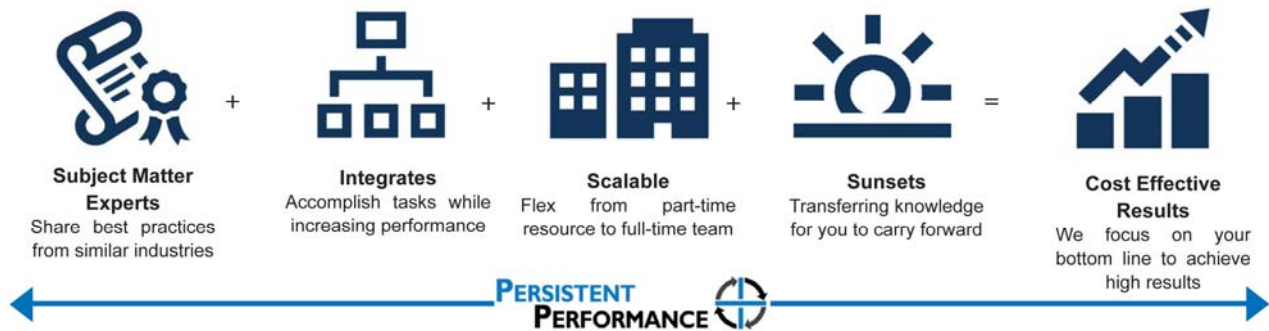 +
+
+
=
Subject Matter
Experts
Share best practices
from similar industries
Integrates
Accomplish tasks while
increasing performance
Scalable
Flex from part-time
resource to full-time team
Sunsets
Transferring knowledge
for you to carry forward
Cost Effective
Results
We focus on your
bottom line to achieve
high results
PERSISTENT
PERFORMANCE